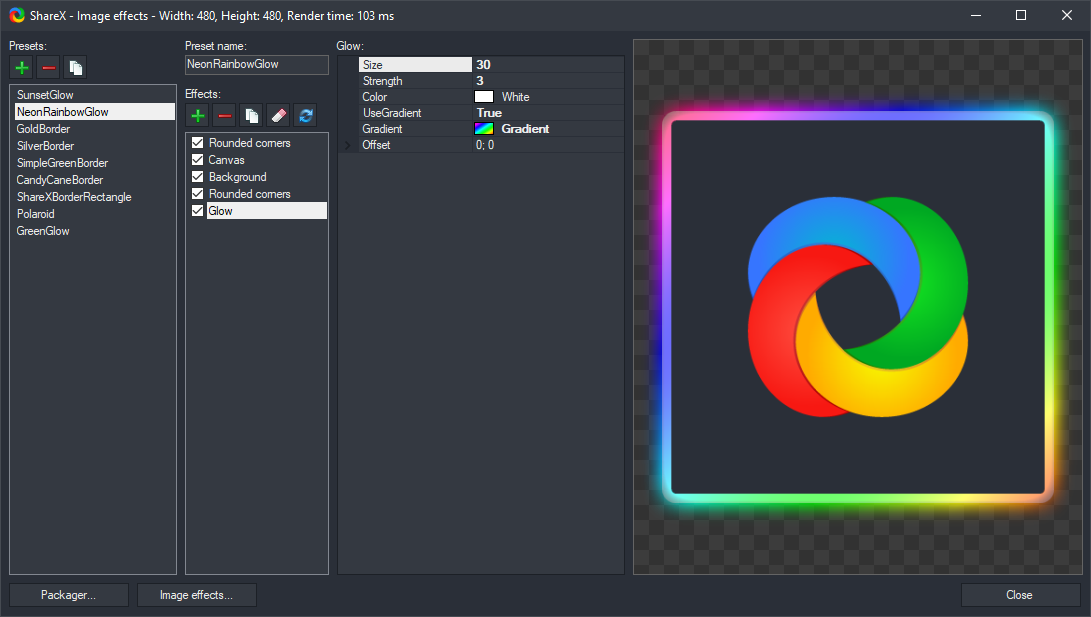 ShareX - Image effects - Width: 480, Height: 480, Render time: 103 ms
Presets:
SunsetGlow
NeonRainbowGlow
GoldBorder
SilverBorder
SimpleGreenBorder
CandyCaneBorder
ShareXBorderRectangle
Polaroid
GreenGlow
Preset name:
NeonRainbowGlow
Effects:
Rounded corners
Canvas
Background
Rounded corners
Glow
Glow:
Size 30
Strength 3
Color White
UseGradient True
Gradient Gradient
Offset 0; 0
Packager...
Image effects...
Close